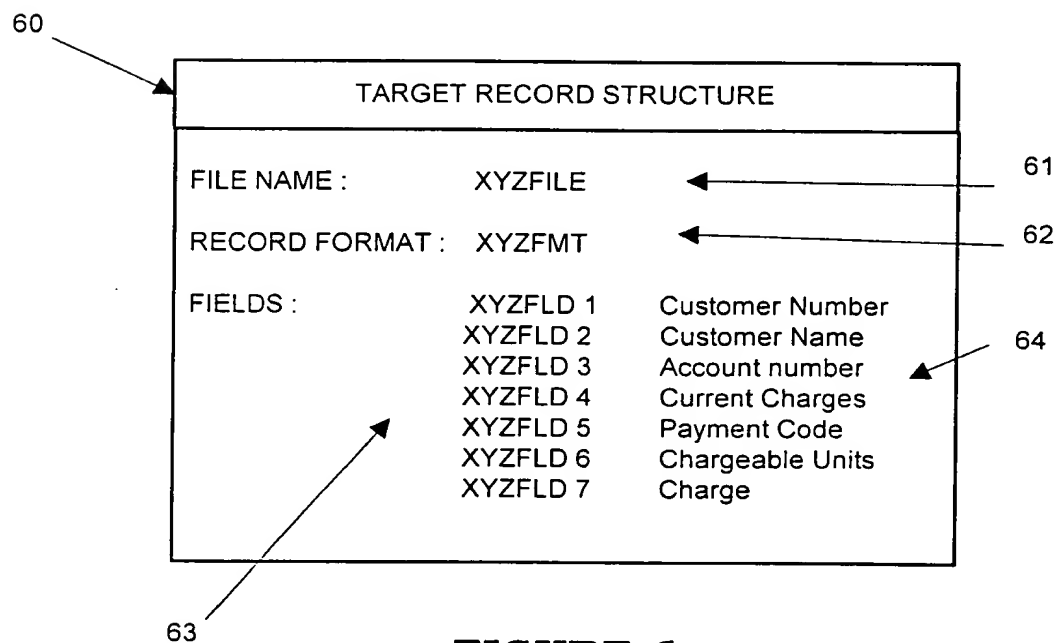 60
TARGET RECORD STRUCTURE
FILE NAME : XYZFILE
61
RECORD FORMAT : XYZFMT
62
FIELDS : XYZFLD 1 Customer Number
XYZFLD 2 Customer Name
64
XYZFLD 3 Account number
XYZFLD 4 Current Charges
XYZFLD 5 Payment Code
XYZFLD 6 Chargeable Units
XYZFLD 7 Charge
63